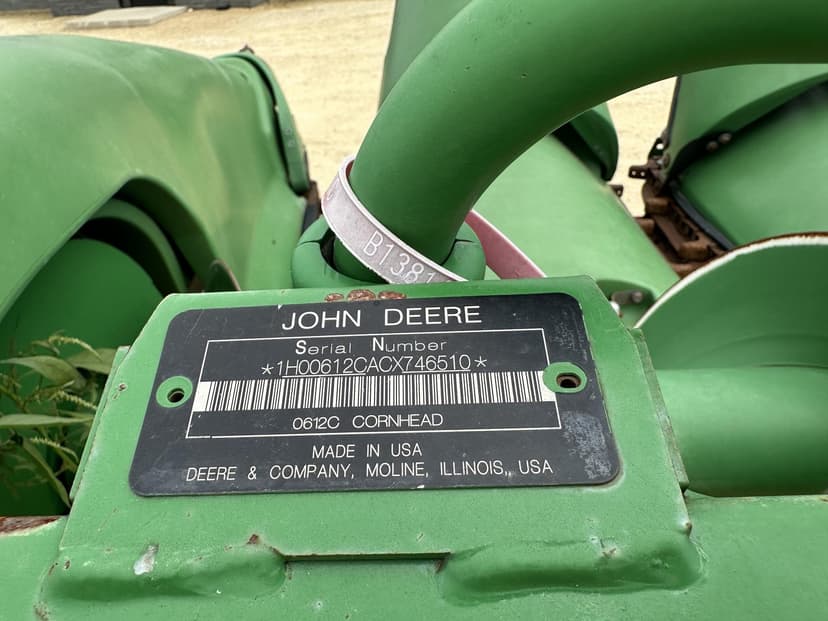 B1381
JOHN DEERE
Serial Number
*1H00612CACX746510*
0612C CORNHEAD
MADE IN USA
DEERE & COMPANY, MOLINE, ILLINOIS,, USA